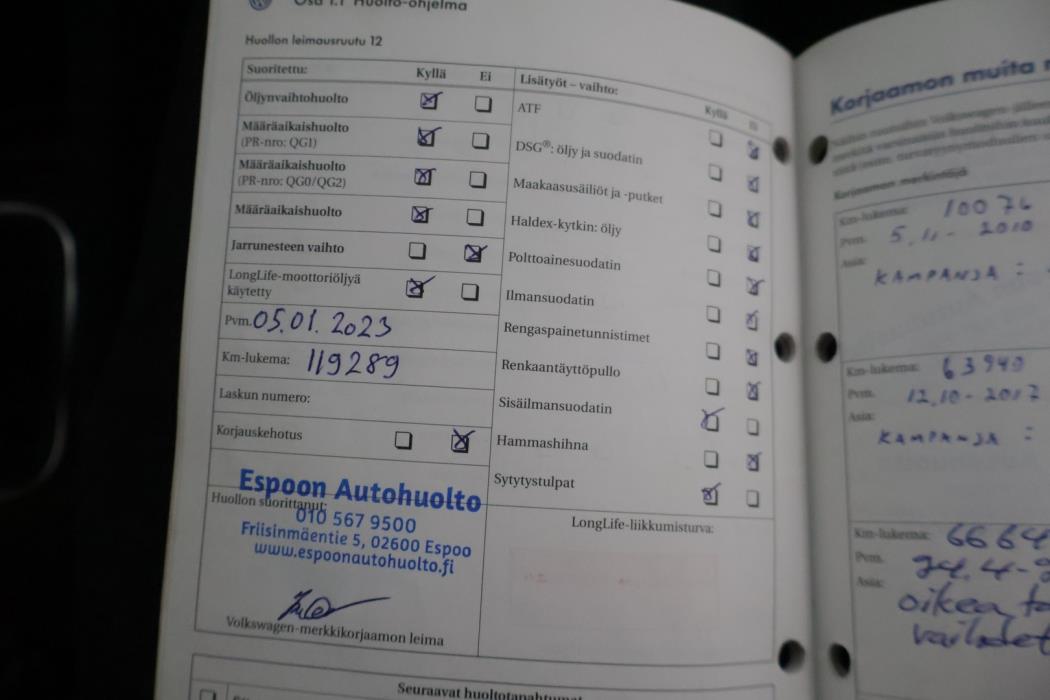 Osa 1.1 Huolto-ohjelma
Huollon leimausruutu 12
Suoritettu: Kyllä Ei
Öljynvaihtohuolto
Määräaikaishuolto
(PR-nro: QG1)
Määräaikaishuolto
(PR-nro: QG0/QG2)
Määräaikaishuolto
Jarrunesteen vaihto
LongLife-moottoriöljyä
käytetty
Pvm. 05.01.2023
Km-lukema: 119289
Laskun numero:
Korjauskehotus
Espoon Autohuolto
Huollon suorittanut:
010 567 9500
Friisinmäentie 5, 02600 Espoo
www.espoonautohuolto.fi
Volkswagen-merkkikorjaamon leima
Lisätyöt – vaihto: Kyllä Ei
ATF
DSG®: öljy ja suodatin
Maakaasusäiliöt ja -putket
Haldex-kytkin: öljy
Polttoainesuodatin
Ilmansuodatin
Rengaspainetunnistimet
Renkaantäyttöpullo
Sisäilmansuodatin
Hammashihna
Sytytystulpat
LongLife-liikkumisturva:
Seuraavat huoltotapahtumat
Korjaamon muita
Korjaamon merkintöjä
Km-lukema: 10076
Pvm. 5.11-2010
Asia:
KAMPANJA :
Km-lukema: 63940
Pvm. 12.10-2017
Asia:
KAMPANJA :
Km-lukema: 6664
Pvm. 24.4-
Asia:
oikea